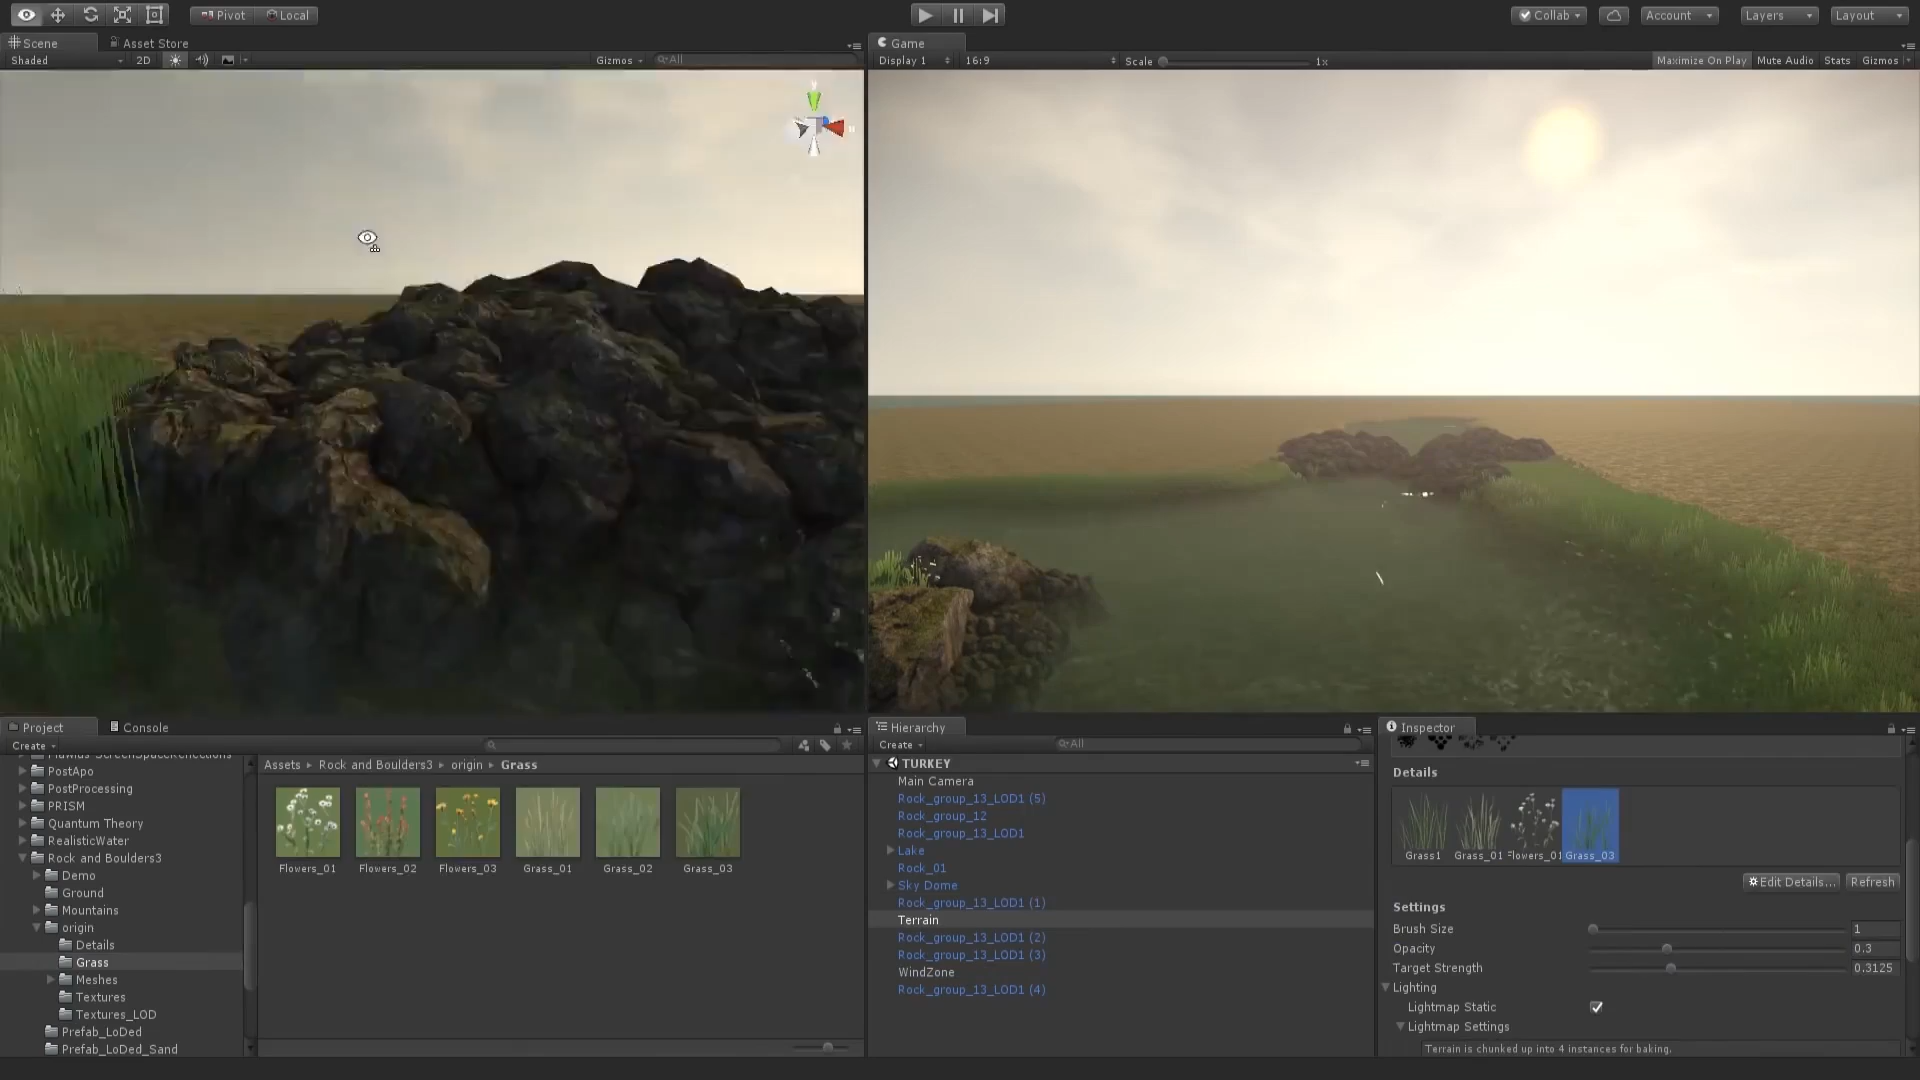 Pivot Local
Collab Account Layers Layout
Scene Asset Store
Shaded 2D Gizmos All
Game
Display 1 16:9 Scale 1x Maximize On Play Mute Audio Stats Gizmos
Project Console
Create
PostApo
PostProcessing
PRISM
Quantum Theory
RealisticWater
Rock and Boulders3
Demo
Ground
Mountains
origin
Details
Grass
Meshes
Textures
Textures_LOD
Prefab_LoDed
Prefab_LoDed_Sand
Assets Rock and Boulders3 origin Grass
Flowers_01 Flowers_02 Flowers_03 Grass_01 Grass_02 Grass_03
Hierarchy
Create All
TURKEY
Main Camera
Rock_group_13_LOD1 (5)
Rock_group_12
Rock_group_13_LOD1
Lake
Rock_01
Sky Dome
Rock_group_13_LOD1 (1)
Terrain
Rock_group_13_LOD1 (2)
Rock_group_13_LOD1 (3)
WindZone
Rock_group_13_LOD1 (4)
Inspector
Details
Grass1 Grass_01 Flowers_01 Grass_03
Edit Details... Refresh
Settings
Brush Size 1
Opacity 0.3
Target Strength 0.3125
Lighting
Lightmap Static
Lightmap Settings
Terrain is chunked up into 4 instances for baking.